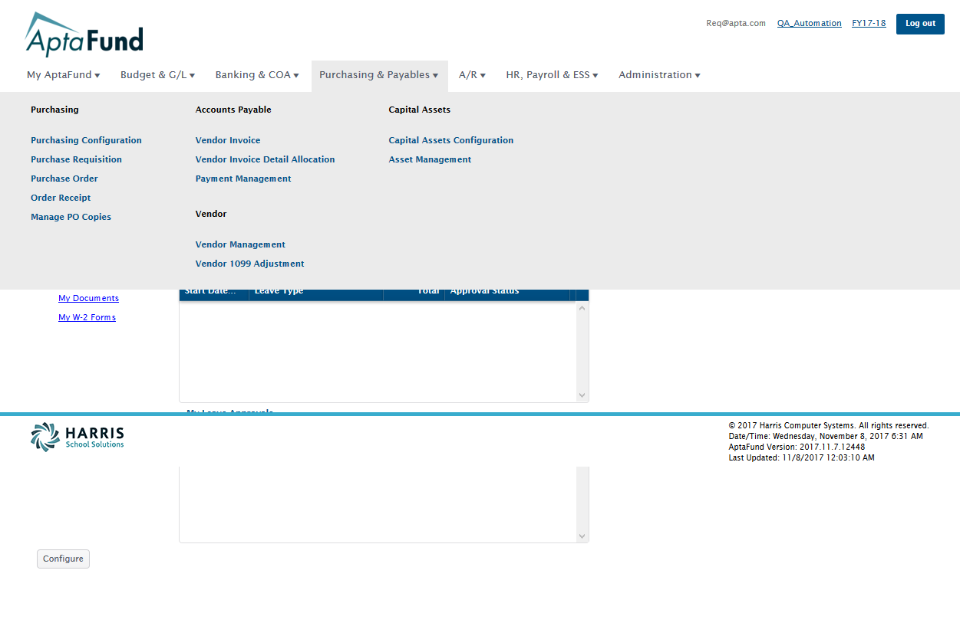 AptaFund
Req@apta.com QA_Automation FY17-18 Log out
My AptaFund Budget & G/L Banking & COA Purchasing & Payables A/R HR, Payroll & ESS Administration
Purchasing
Purchasing Configuration
Purchase Requisition
Purchase Order
Order Receipt
Manage PO Copies
Accounts Payable
Vendor Invoice
Vendor Invoice Detail Allocation
Payment Management
Vendor
Vendor Management
Vendor 1099 Adjustment
Capital Assets
Capital Assets Configuration
Asset Management
My Documents
My W-2 Forms
Start Date... Leave Type Total Approval Status
My Leave Approvals
HARRIS
School Solutions
© 2017 Harris Computer Systems. All rights reserved.
Date/Time: Wednesday, November 8, 2017 6:31 AM
AptaFund Version: 2017.11.7.12448
Last Updated: 11/8/2017 12:03:10 AM
Configure